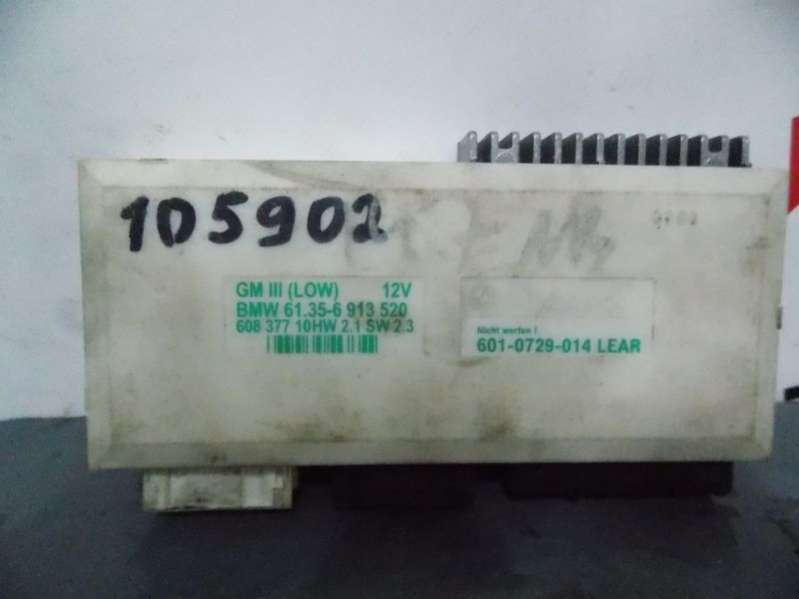 105902
GM III (LOW) 12V
BMW 61.35-6 913 520
608 377 10HW 2.1 SW 2.3
Nicht werfen !
601-0729-014 LEAR